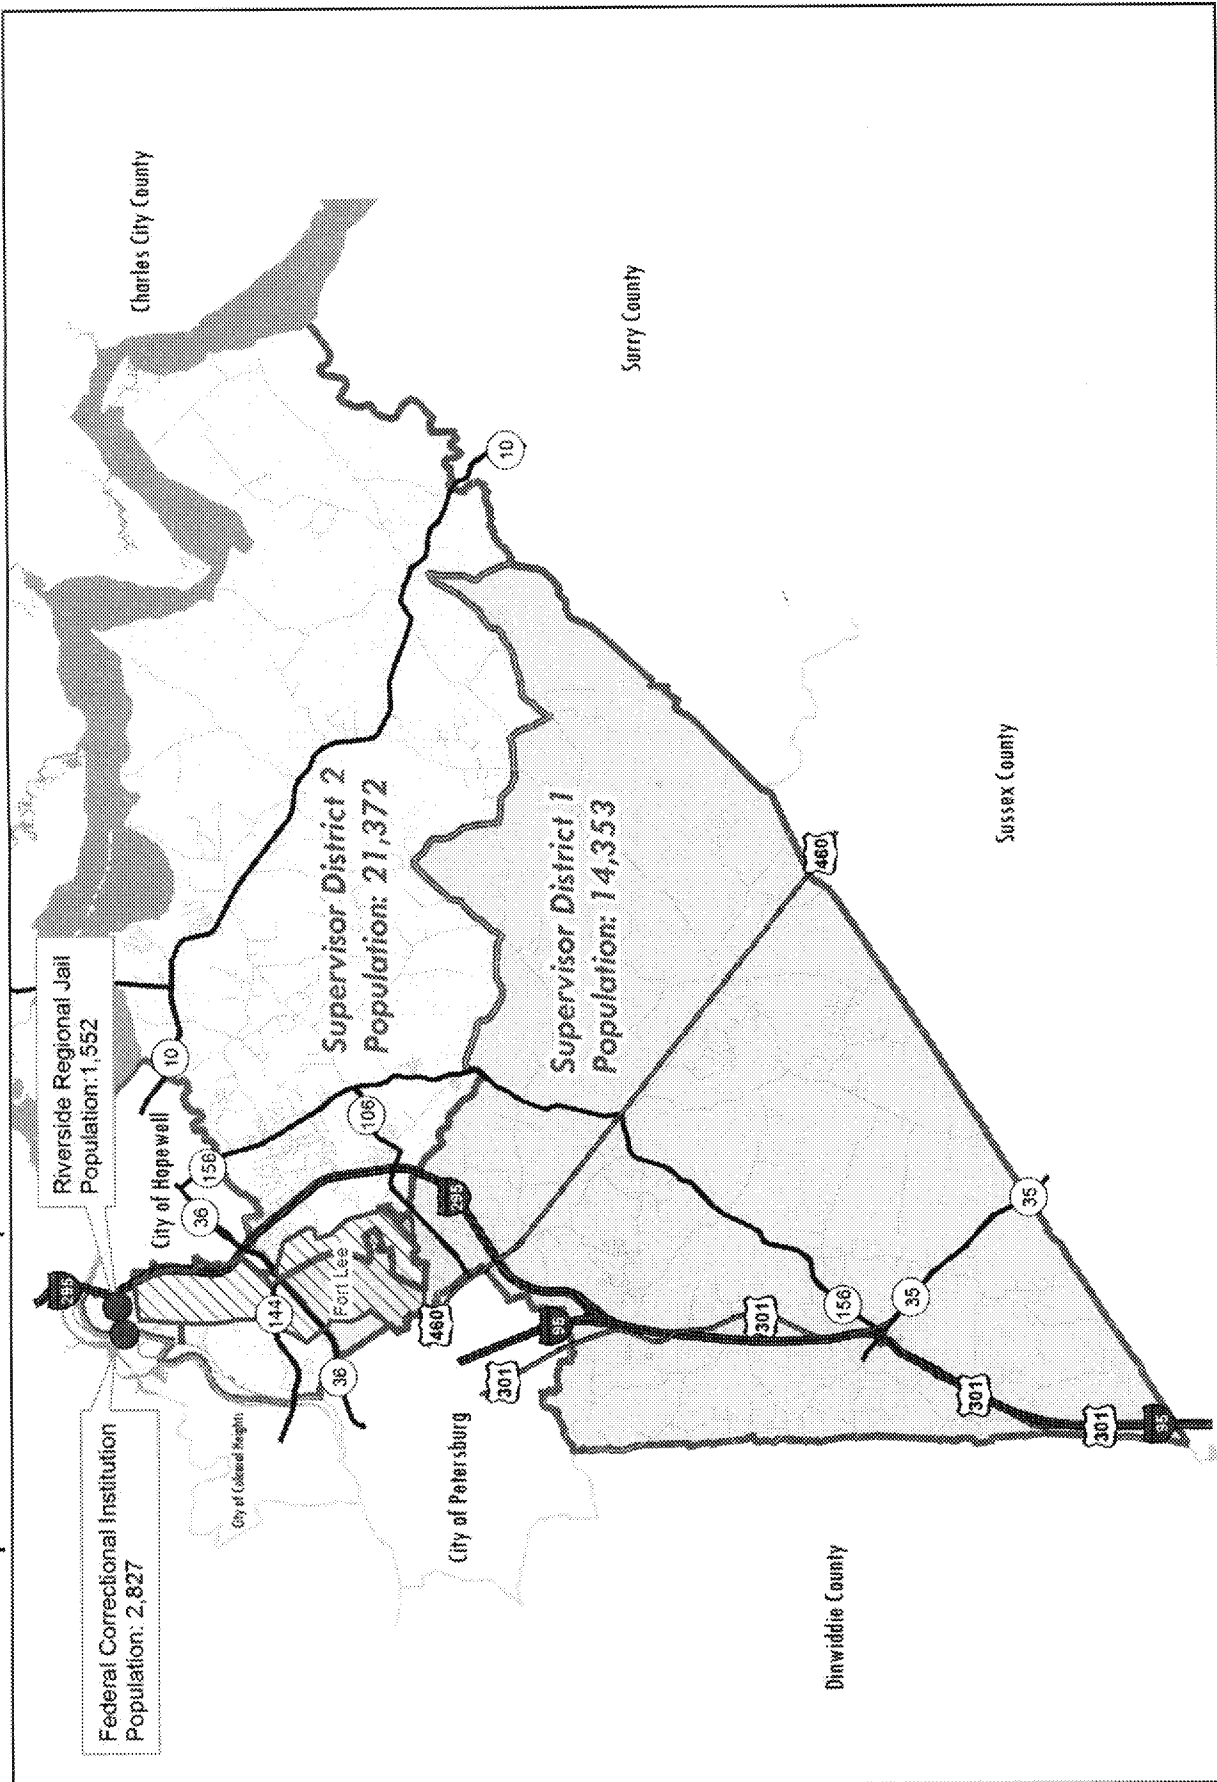 Federal Correctional Institution
Population: 2,827
Riverside Regional Jail
Population:1,552
Charles City County
City of Hopewell
City of Colonial Heights
Fort Lee
City of Petersburg
Supervisor District 2
Population: 21,372
Supervisor District 1
Population: 14,353
Surry County
Sussex County
Dinwiddie County
295
10
156
36
144
106
36
10
295
460
95
301
301
460
156
35
35
301
301
95